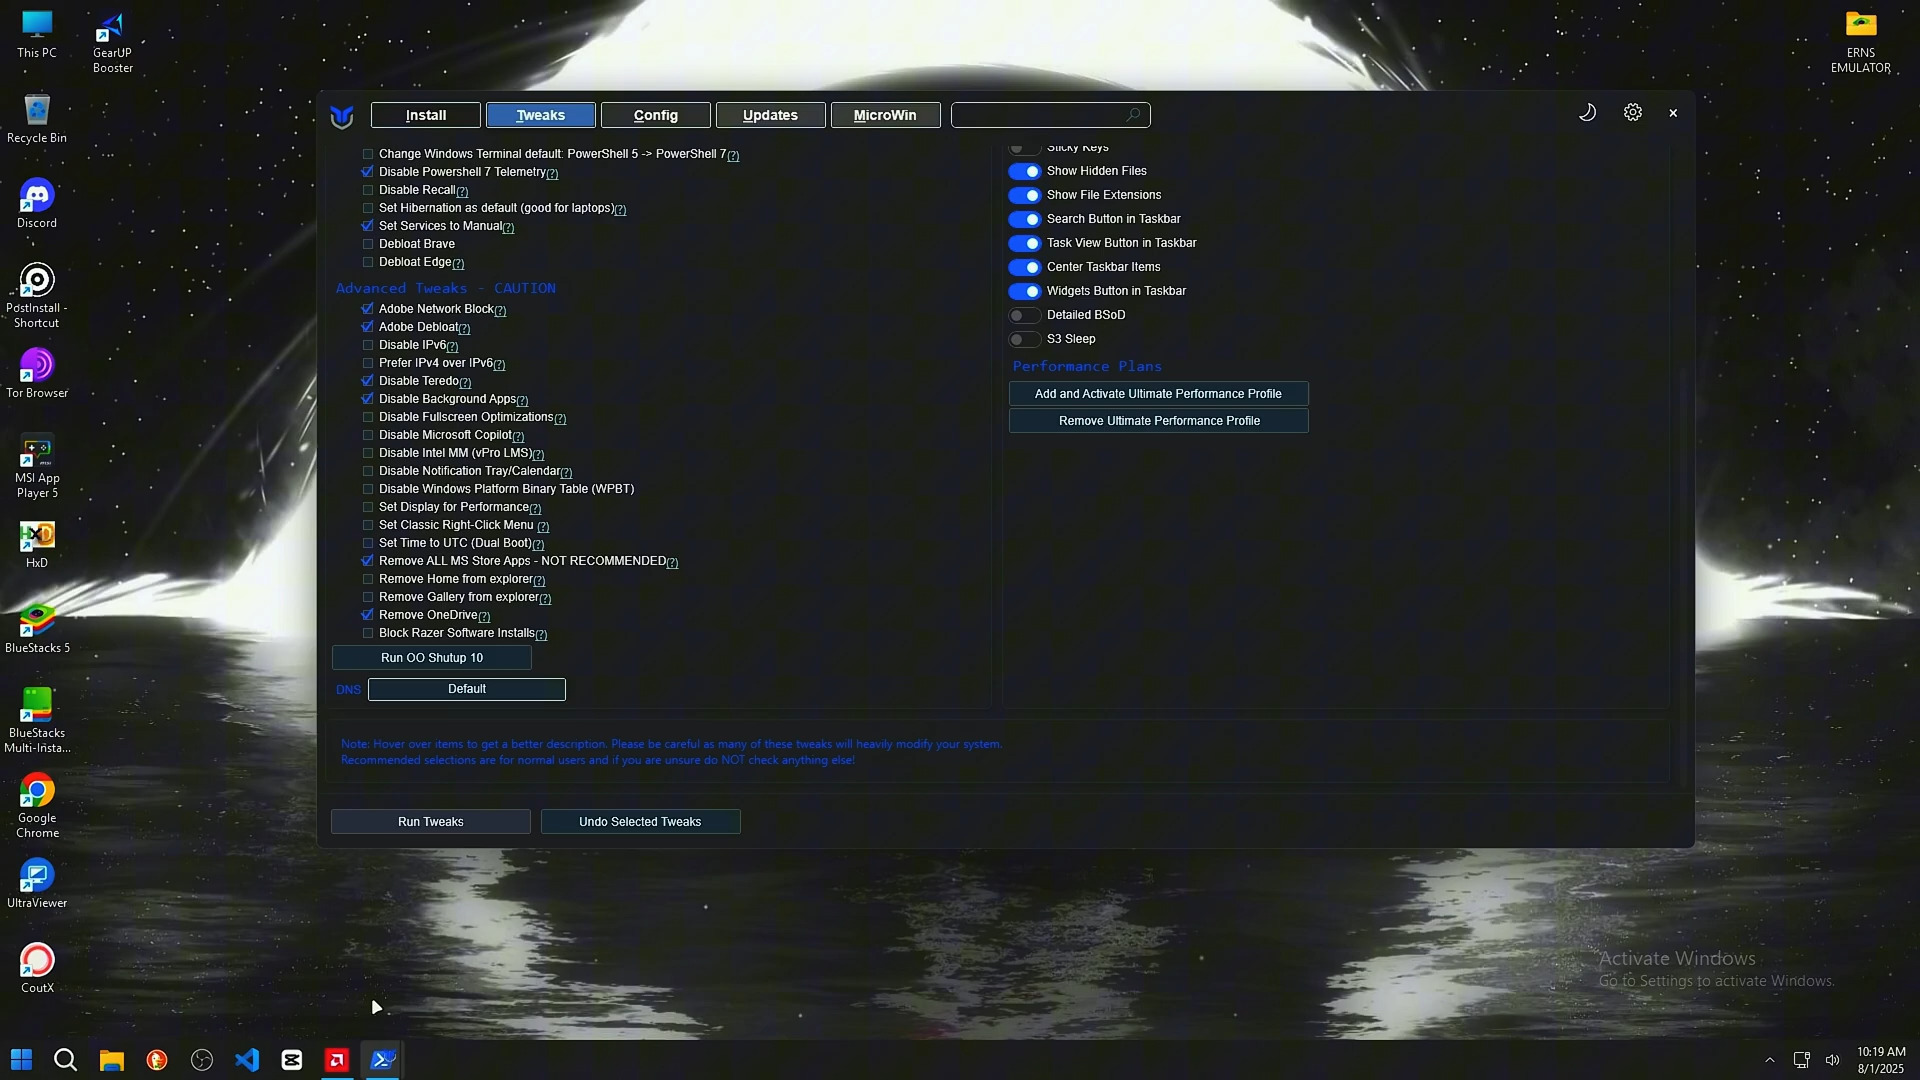 This PC
GearUP
Booster
Recycle Bin
Discord
PostInstall -
Shortcut
Tor Browser
MSI App
Player 5
HxD
BlueStacks 5
BlueStacks
Multi-Insta...
Google
Chrome
UltraViewer
CoutX
ERNS
EMULATOR
Install
Tweaks
Config
Updates
MicroWin
Change Windows Terminal default: PowerShell 5 -> PowerShell 7(?)
Disable Powershell 7 Telemetry(?)
Disable Recall(?)
Set Hibernation as default (good for laptops)(?)
Set Services to Manual(?)
Debloat Brave
Debloat Edge(?)
Advanced Tweaks - CAUTION
Adobe Network Block(?)
Adobe Debloat(?)
Disable IPv6(?)
Prefer IPv4 over IPv6(?)
Disable Teredo(?)
Disable Background Apps(?)
Disable Fullscreen Optimizations(?)
Disable Microsoft Copilot(?)
Disable Intel MM (vPro LMS)(?)
Disable Notification Tray/Calendar(?)
Disable Windows Platform Binary Table (WPBT)
Set Display for Performance(?)
Set Classic Right-Click Menu (?)
Set Time to UTC (Dual Boot)(?)
Remove ALL MS Store Apps - NOT RECOMMENDED(?)
Remove Home from explorer(?)
Remove Gallery from explorer(?)
Remove OneDrive(?)
Block Razer Software Installs(?)
Run OO Shutup 10
DNS
Default
Sticky Keys
Show Hidden Files
Show File Extensions
Search Button in Taskbar
Task View Button in Taskbar
Center Taskbar Items
Widgets Button in Taskbar
Detailed BSoD
S3 Sleep
Performance Plans
Add and Activate Ultimate Performance Profile
Remove Ultimate Performance Profile
Note: Hover over items to get a better description. Please be careful as many of these tweaks will heavily modify your system.
Recommended selections are for normal users and if you are unsure do NOT check anything else!
Run Tweaks
Undo Selected Tweaks
Activate Windows
Go to Settings to activate Windows.
10:19 AM
8/1/2025